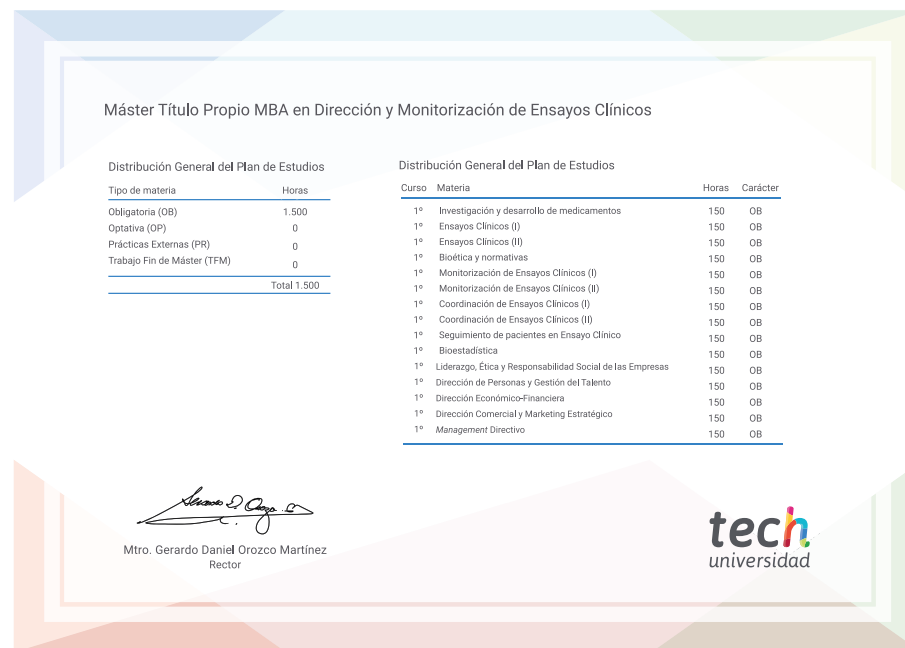 Máster Título Propio MBA en Dirección y Monitorización de Ensayos Clínicos
Distribución General del Plan de Estudios
Tipo de materia Horas
Obligatoria (OB) 1.500
Optativa (OP) 0
Prácticas Externas (PR) 0
Trabajo Fin de Máster (TFM) 0
Total 1.500
Distribución General del Plan de Estudios
Curso Materia Horas Carácter
1º Investigación y desarrollo de medicamentos 150 OB
1º Ensayos Clínicos (I) 150 OB
1º Ensayos Clínicos (II) 150 OB
1º Bioética y normativas 150 OB
1º Monitorización de Ensayos Clínicos (I) 150 OB
1º Monitorización de Ensayos Clínicos (II) 150 OB
1º Coordinación de Ensayos Clínicos (I) 150 OB
1º Coordinación de Ensayos Clínicos (II) 150 OB
1º Seguimiento de pacientes en Ensayo Clínico 150 OB
1º Bioestadística 150 OB
1º Liderazgo, Ética y Responsabilidad Social de las Empresas 150 OB
1º Dirección de Personas y Gestión del Talento 150 OB
1º Dirección Económico-Financiera 150 OB
1º Dirección Comercial y Marketing Estratégico 150 OB
1º Management Directivo 150 OB
Mtro. Gerardo Daniel Orozco Martínez
Rector
tech
universidad